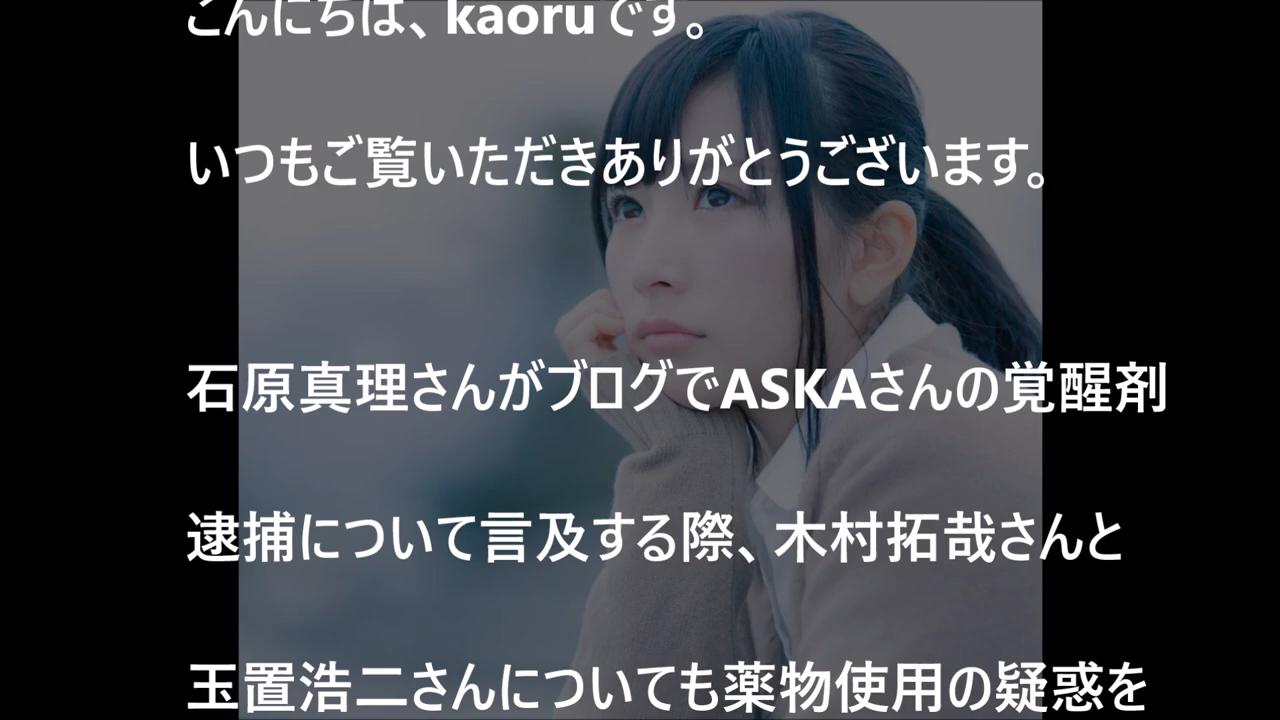 こんにちは、kaoruです。
いつもご覧いただきありがとうございます。
石原真理さんがブログでASKAさんの覚醒剤
逮捕について言及する際、木村拓哉さんと
玉置浩二さんについても薬物使用の疑惑を